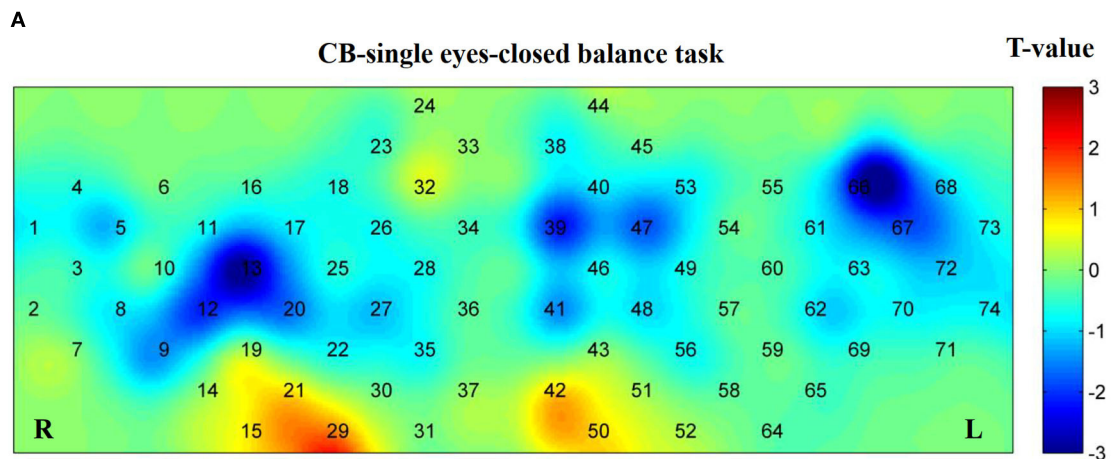 A
CB-single eyes-closed balance task
T-value
24 44
23 33 38 45
4 6 16 18 32 40 53 55 66 68
1 5 11 17 26 34 39 47 54 61 67 73
3 10 13 25 28 46 49 60 63 72
2 8 12 20 27 36 41 48 57 62 70 74
7 9 19 22 35 43 56 59 69 71
14 21 30 37 42 51 58 65
R 15 29 31 50 52 64 L
3
2
1
0
-1
-2
-3